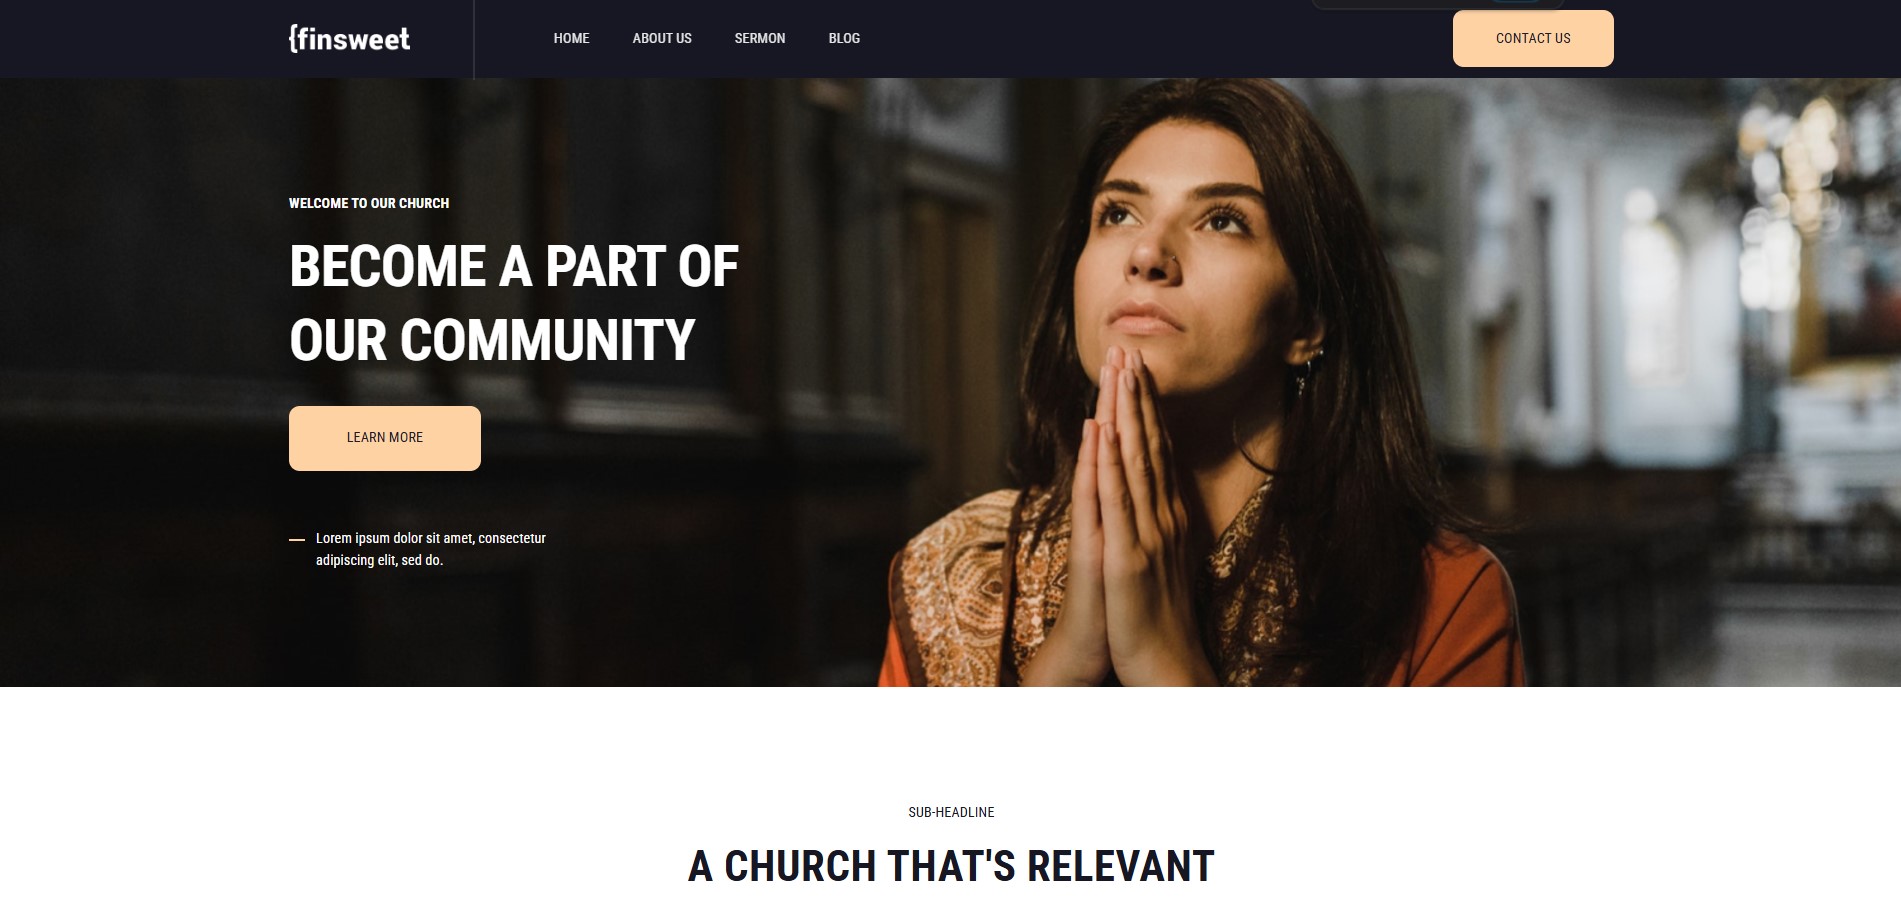 {finsweet
HOME ABOUT US SERMON BLOG
CONTACT US
WELCOME TO OUR CHURCH
BECOME A PART OF
OUR COMMUNITY
LEARN MORE
Lorem ipsum dolor sit amet, consectetur
adipiscing elit, sed do.
SUB-HEADLINE
A CHURCH THAT'S RELEVANT